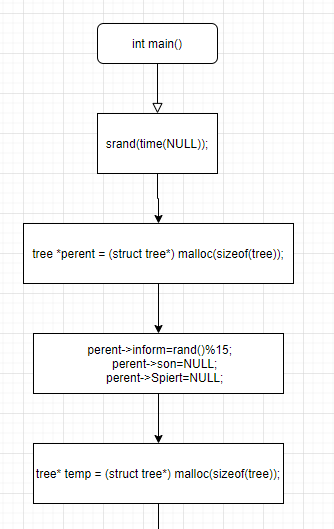 int main()
srand(time(NULL));
tree *perent = (struct tree*) malloc(sizeof(tree));
perent->inform=rand()%15;
perent->son=NULL;
perent->Spiert=NULL;
tree* temp = (struct tree*) malloc(sizeof(tree));